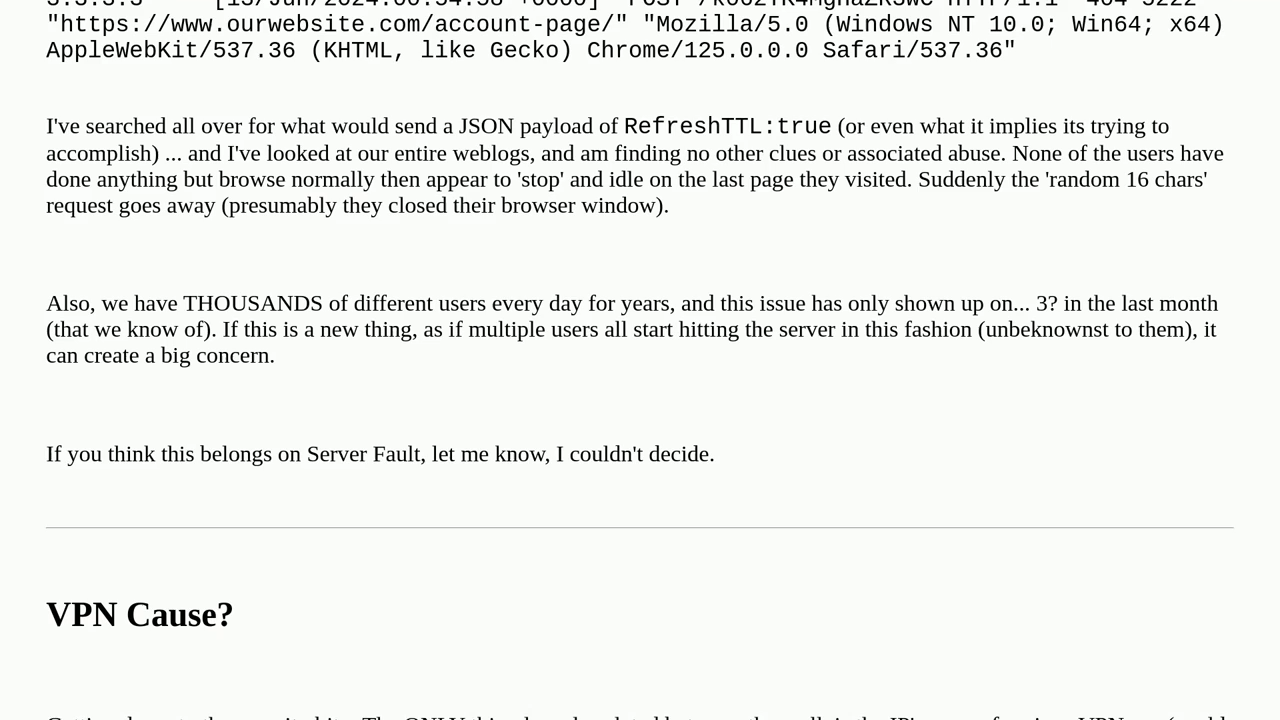 "https://www.ourwebsite.com/account-page/" "Mozilla/5.0 (Windows NT 10.0; Win64; x64)
AppleWebKit/537.36 (KHTML, like Gecko) Chrome/125.0.0.0 Safari/537.36"
I've searched all over for what would send a JSON payload of RefreshTTL:true (or even what it implies its trying to
accomplish) ... and I've looked at our entire weblogs, and am finding no other clues or associated abuse. None of the users have
done anything but browse normally then appear to 'stop' and idle on the last page they visited. Suddenly the 'random 16 chars'
request goes away (presumably they closed their browser window).
Also, we have THOUSANDS of different users every day for years, and this issue has only shown up on... 3? in the last month
(that we know of). If this is a new thing, as if multiple users all start hitting the server in this fashion (unbeknownst to them), it
can create a big concern.
If you think this belongs on Server Fault, let me know, I couldn't decide.
VPN Cause?